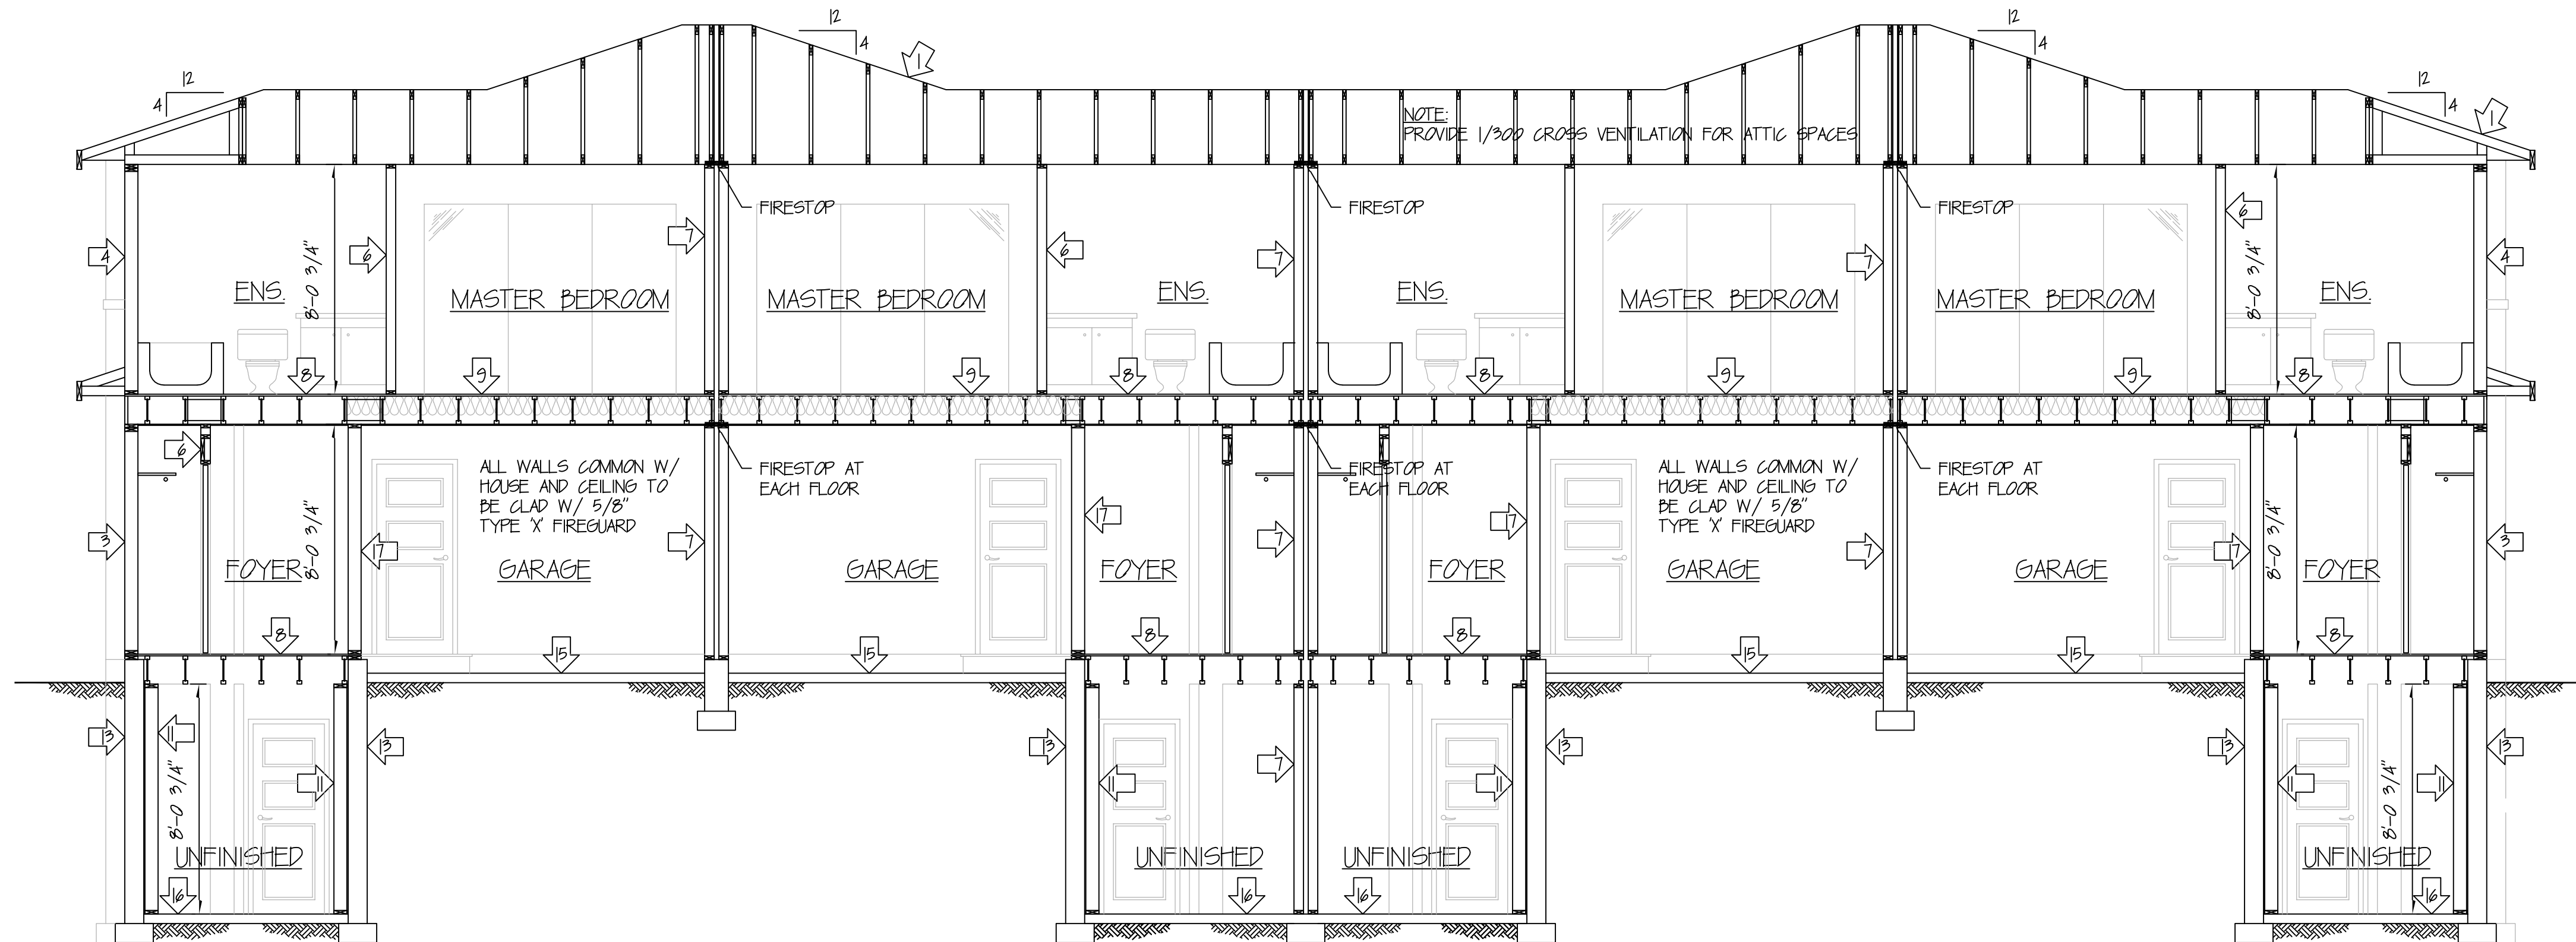 12
4
12
4
1
12
4
12
4
1
NOTE:
PROVIDE 1/300 CROSS VENTILATION FOR ATTIC SPACES
FIRESTOP
FIRESTOP
FIRESTOP
4
6
7
6
7
7
6
4
8'-0 3/4"
8'-0 3/4"
ENS.
MASTER BEDROOM
MASTER BEDROOM
ENS.
ENS.
MASTER BEDROOM
MASTER BEDROOM
ENS.
8
9
9
8
8
9
9
8
6
ALL WALLS COMMON W/
HOUSE AND CEILING TO
BE CLAD W/ 5/8"
TYPE 'X' FIREGUARD
FIRESTOP AT
EACH FLOOR
FIRESTOP AT
EACH FLOOR
ALL WALLS COMMON W/
HOUSE AND CEILING TO
BE CLAD W/ 5/8"
TYPE 'X' FIREGUARD
FIRESTOP AT
EACH FLOOR
3
17
7
17
7
17
7
17
3
8'-0 3/4"
8'-0 3/4"
FOYER
GARAGE
GARAGE
FOYER
FOYER
GARAGE
GARAGE
FOYER
8
15
15
8
8
15
15
8
13
11
11
13
13
11
7
11
13
13
11
11
13
8'-0 3/4"
8'-0 3/4"
UNFINISHED
UNFINISHED
UNFINISHED
UNFINISHED
16
16
16
16